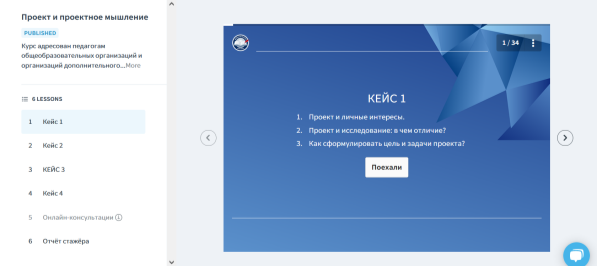 Проект и проектное мышление
PUBLISHED
Курс адресован педагогам
общеобразовательных организаций и
организаций дополнительного...More
6 LESSONS
1 Кейс 1
2 Кейс 2
3 КЕЙС 3
4 Кейс 4
5 Онлайн-консультации
6 Отчёт стажёра
1 / 34
КЕЙС 1
1. Проект и личные интересы.
2. Проект и исследование: в чем отличие?
3. Как сформулировать цель и задачи проекта?
Поехали